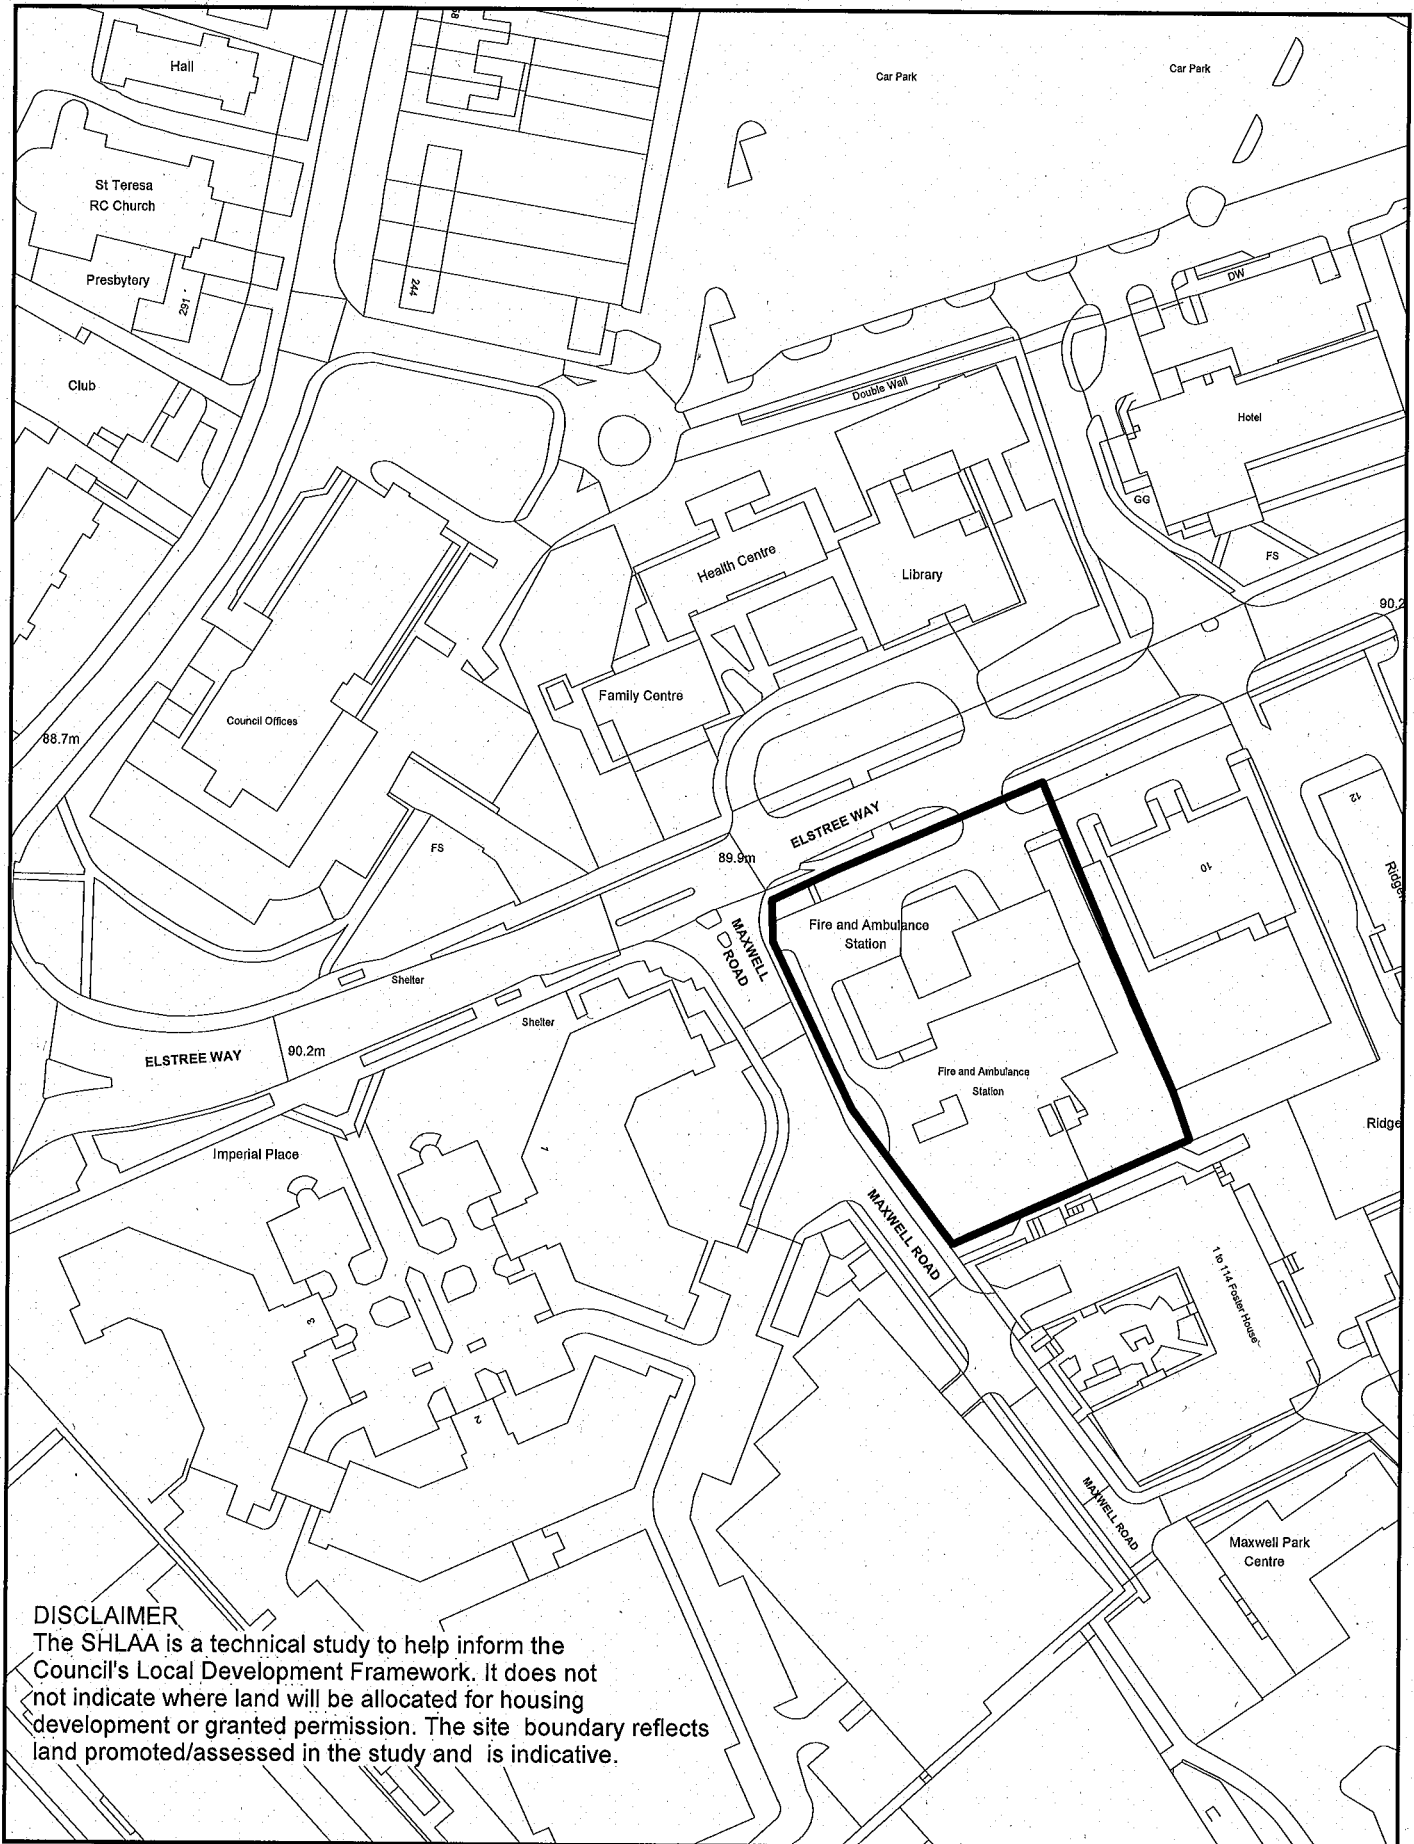 58
Hall
Car Park
Car Park
St Teresa
RC Church
Presbytery
291
244
DW
Club
Double Wall
Hotel
GG
FS
Health Centre
Library
90.2
Family Centre
Council Offices
88.7m
ELSTREE WAY
12
FS
89.9m
10
Ridge
MAXWELL
ROAD
Fire and Ambulance
Station
Shelter
Shelter
ELSTREE WAY
90.2m
Fire and Ambulance
Station
Ridge
Imperial Place
1
MAXWELL ROAD
1 to 114 Foster House
3
2
MAXWELL ROAD
Maxwell Park
Centre
DISCLAIMER
The SHLAA is a technical study to help inform the
Council's Local Development Framework. It does not
not indicate where land will be allocated for housing
development or granted permission. The site boundary reflects
land promoted/assessed in the study and is indicative.